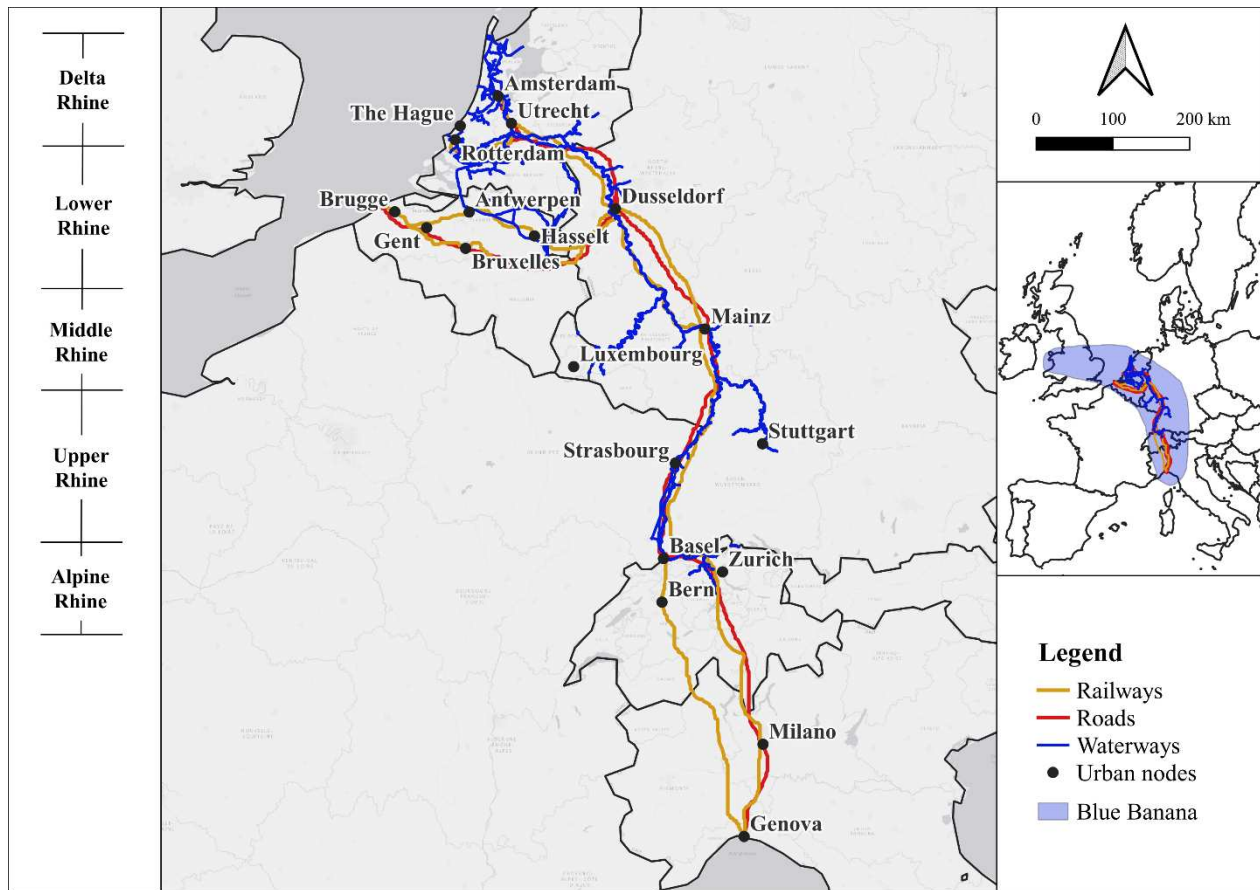 Delta
Rhine
Lower
Rhine
Middle
Rhine
Upper
Rhine
Alpine
Rhine
Amsterdam
The Hague
Utrecht
Rotterdam
Brugge
Antwerpen
Dusseldorf
Gent
Hasselt
Bruxelles
Mainz
Luxembourg
Stuttgart
Strasbourg
Basel
Zurich
Bern
Milano
Genova
0 100 200 km
Legend
Railways
Roads
Waterways
Urban nodes
Blue Banana